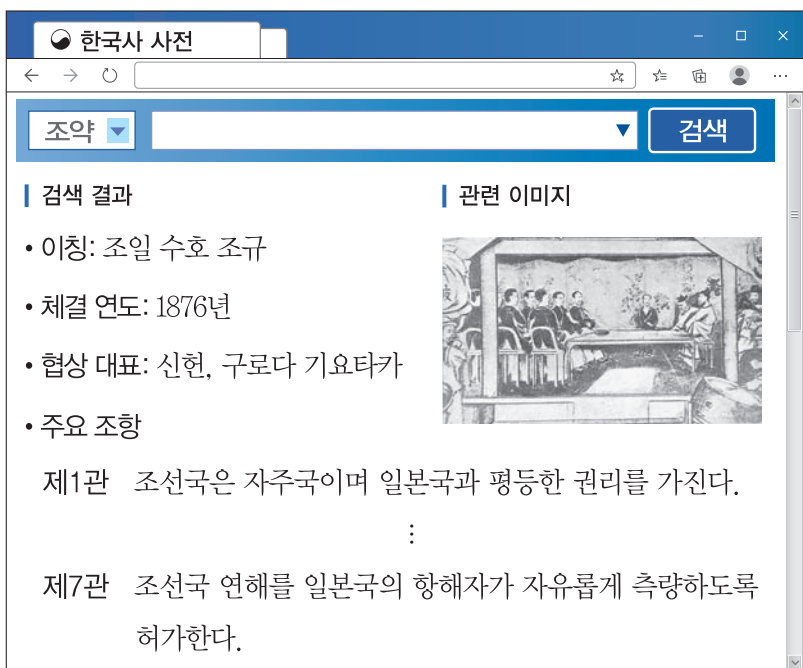 한국사 사전
조약
검색
검색 결과
관련 이미지
• 이칭: 조일 수호 조규
• 체결 연도: 1876년
• 협상 대표: 신헌, 구로다 기요타카
• 주요 조항
제1관 조선국은 자주국이며 일본국과 평등한 권리를 가진다.
⋮
제7관 조선국 연해를 일본국의 항해자가 자유롭게 측량하도록
허가한다.